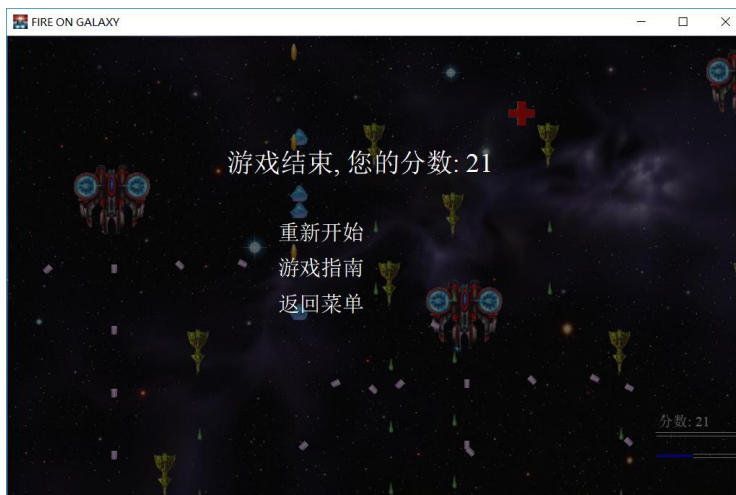 FIRE ON GALAXY
游戏结束, 您的分数: 21
重新开始
游戏指南
返回菜单
分数: 21